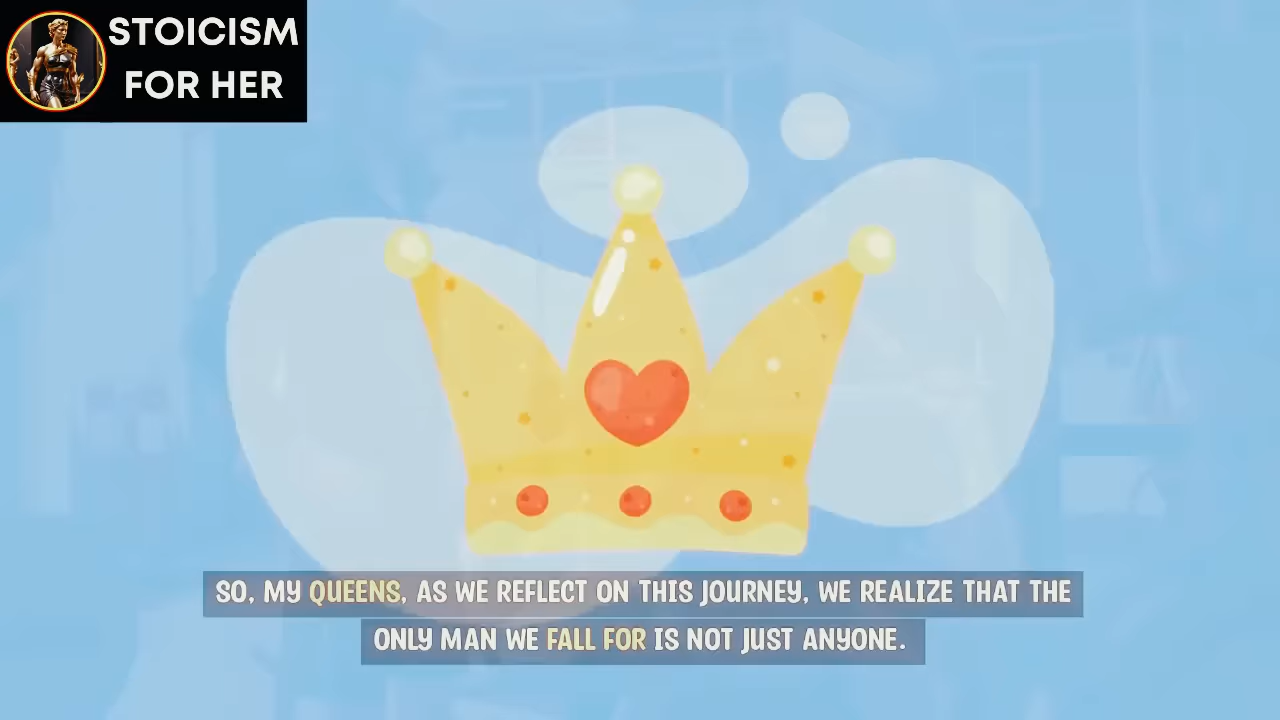 STOICISM
FOR HER
SO, MY QUEENS, AS WE REFLECT ON THIS JOURNEY, WE REALIZE THAT THE
ONLY MAN WE FALL FOR IS NOT JUST ANYONE.